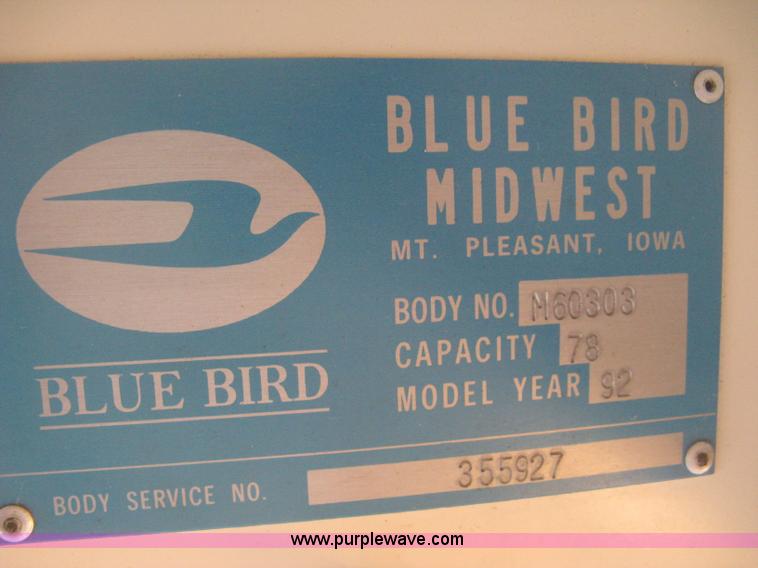 BLUE BIRD
MIDWEST
MT. PLEASANT, IOWA
BODY NO. M60303
CAPACITY 78
MODEL YEAR 92
BLUE BIRD
BODY SERVICE NO. 355927
www.purplewave.com